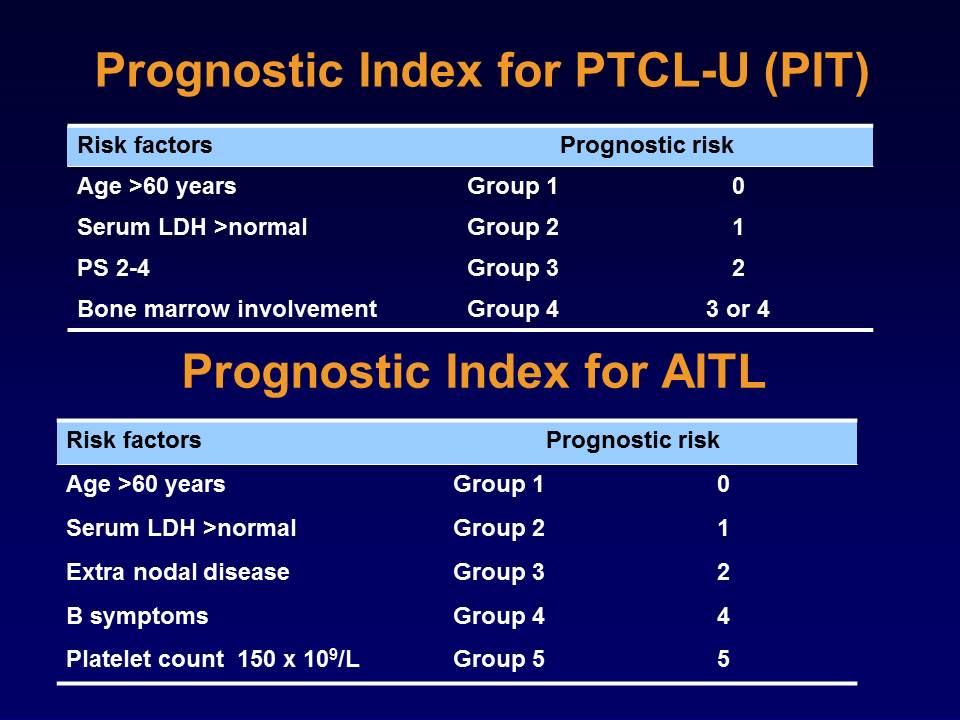 Prognostic Index for PTCL-U (PIT)
Risk factors Prognostic risk
Age >60 years Group 1 0
Serum LDH >normal Group 2 1
PS 2-4 Group 3 2
Bone marrow involvement Group 4 3 or 4
Prognostic Index for AITL
Risk factors Prognostic risk
Age >60 years Group 1 0
Serum LDH >normal Group 2 1
Extra nodal disease Group 3 2
B symptoms Group 4 4
Platelet count 150 x 10⁹/L Group 5 5